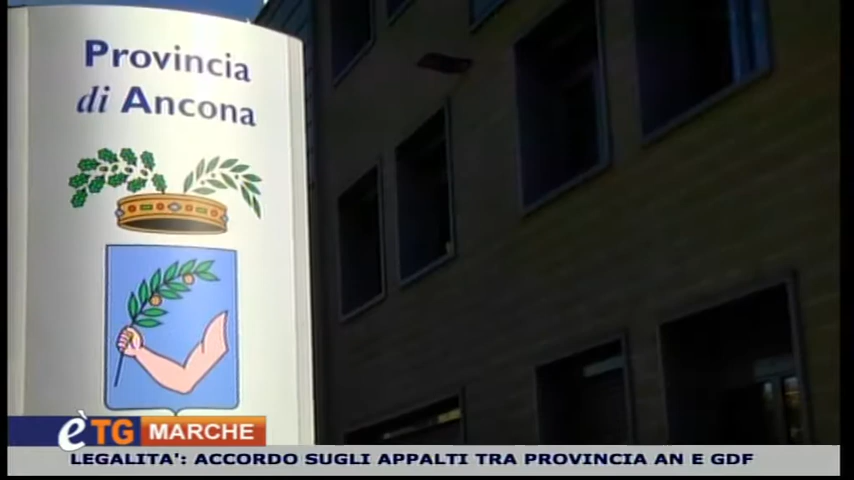 Provincia
di Ancona
èTG MARCHE
LEGALITA': ACCORDO SUGLI APPALTI TRA PROVINCIA AN E GDF